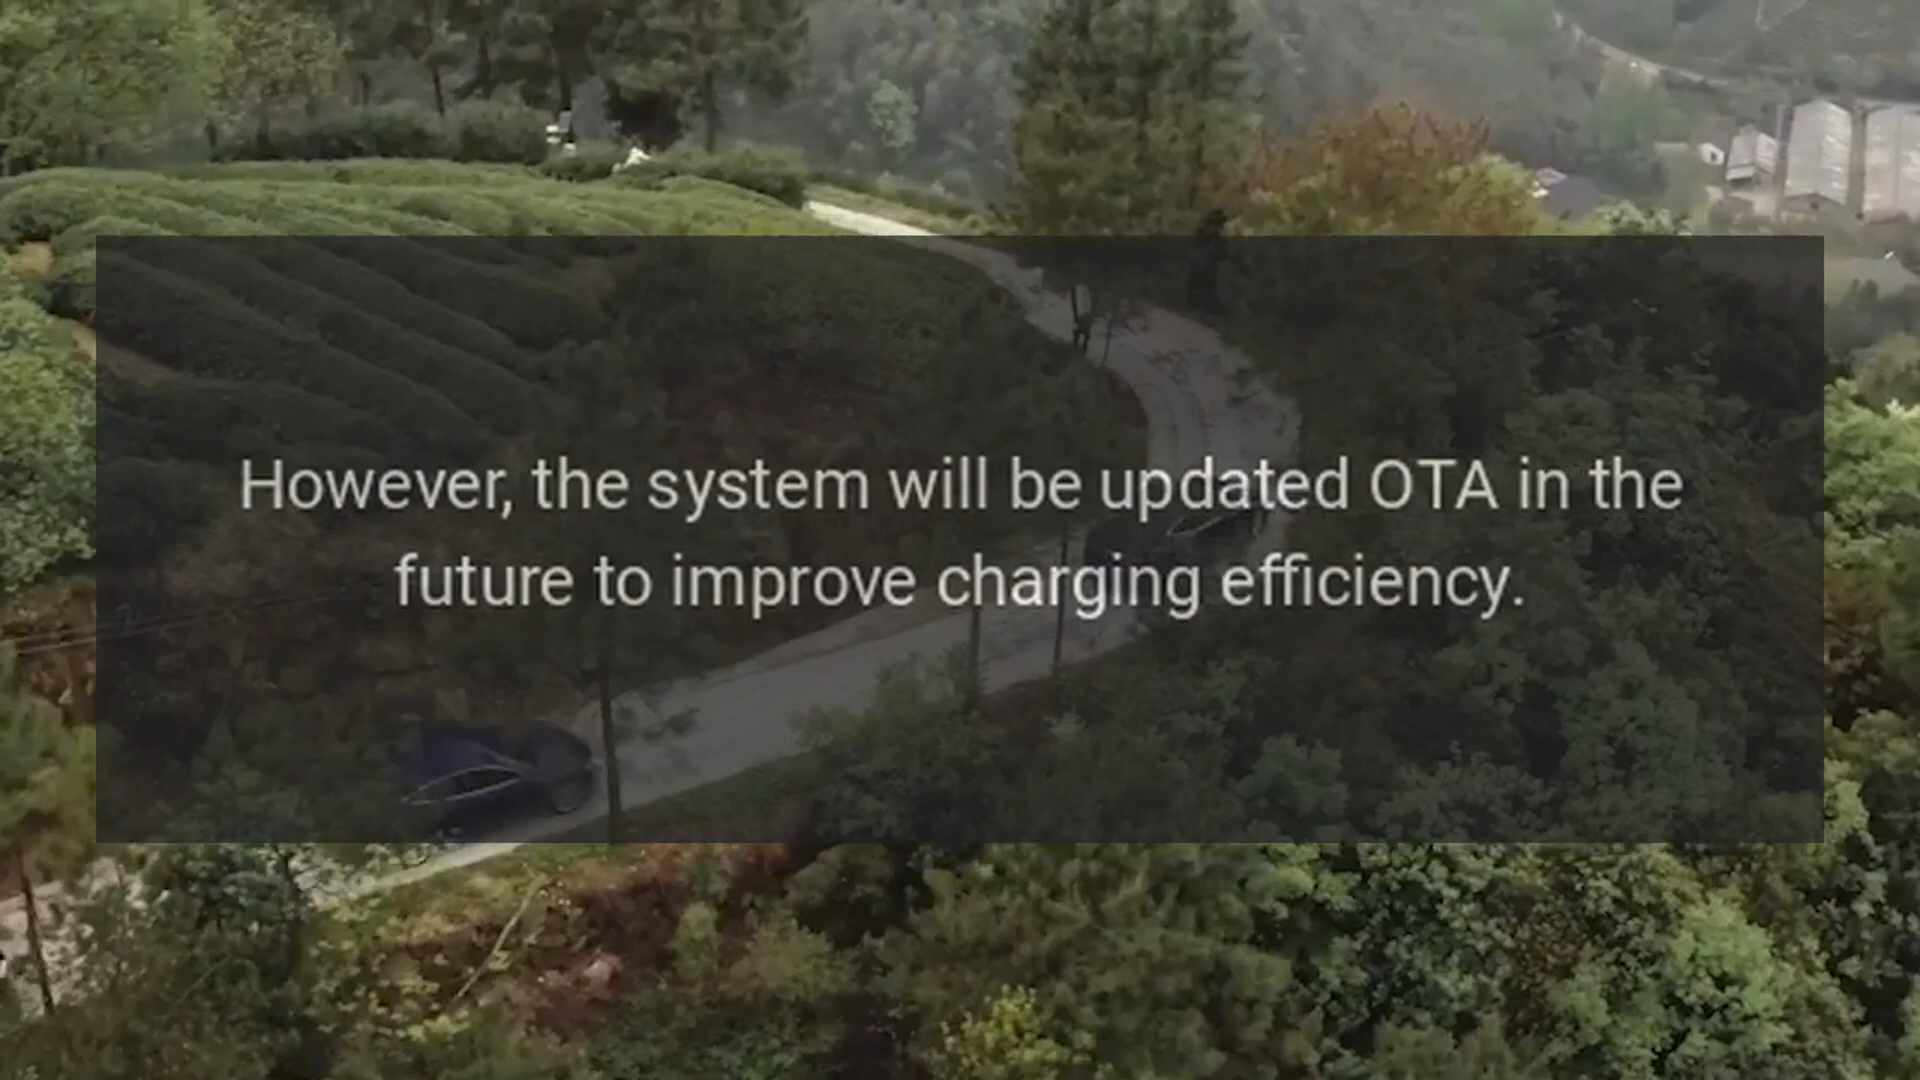 However, the system will be updated OTA in the
future to improve charging efficiency.